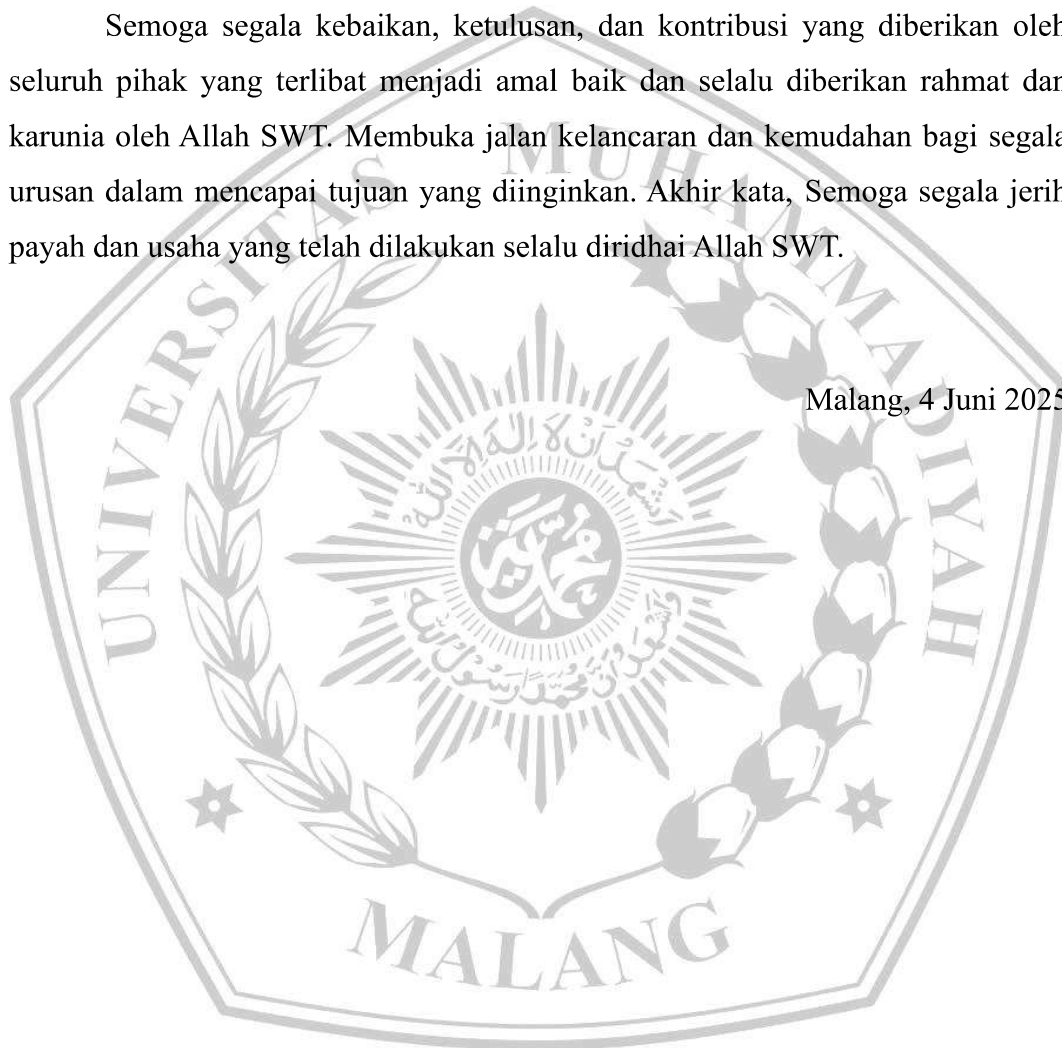 Semoga segala kebaikan, ketulusan, dan kontribusi yang diberikan oleh
seluruh pihak yang terlibat menjadi amal baik dan selalu diberikan rahmat dan
karunia oleh Allah SWT. Membuka jalan kelancaran dan kemudahan bagi segala
urusan dalam mencapai tujuan yang diinginkan. Akhir kata, Semoga segala jerih
payah dan usaha yang telah dilakukan selalu diridhai Allah SWT.
Malang, 4 Juni 2025
UNIVERSITAS MUHAMMADIYAH
MALANG